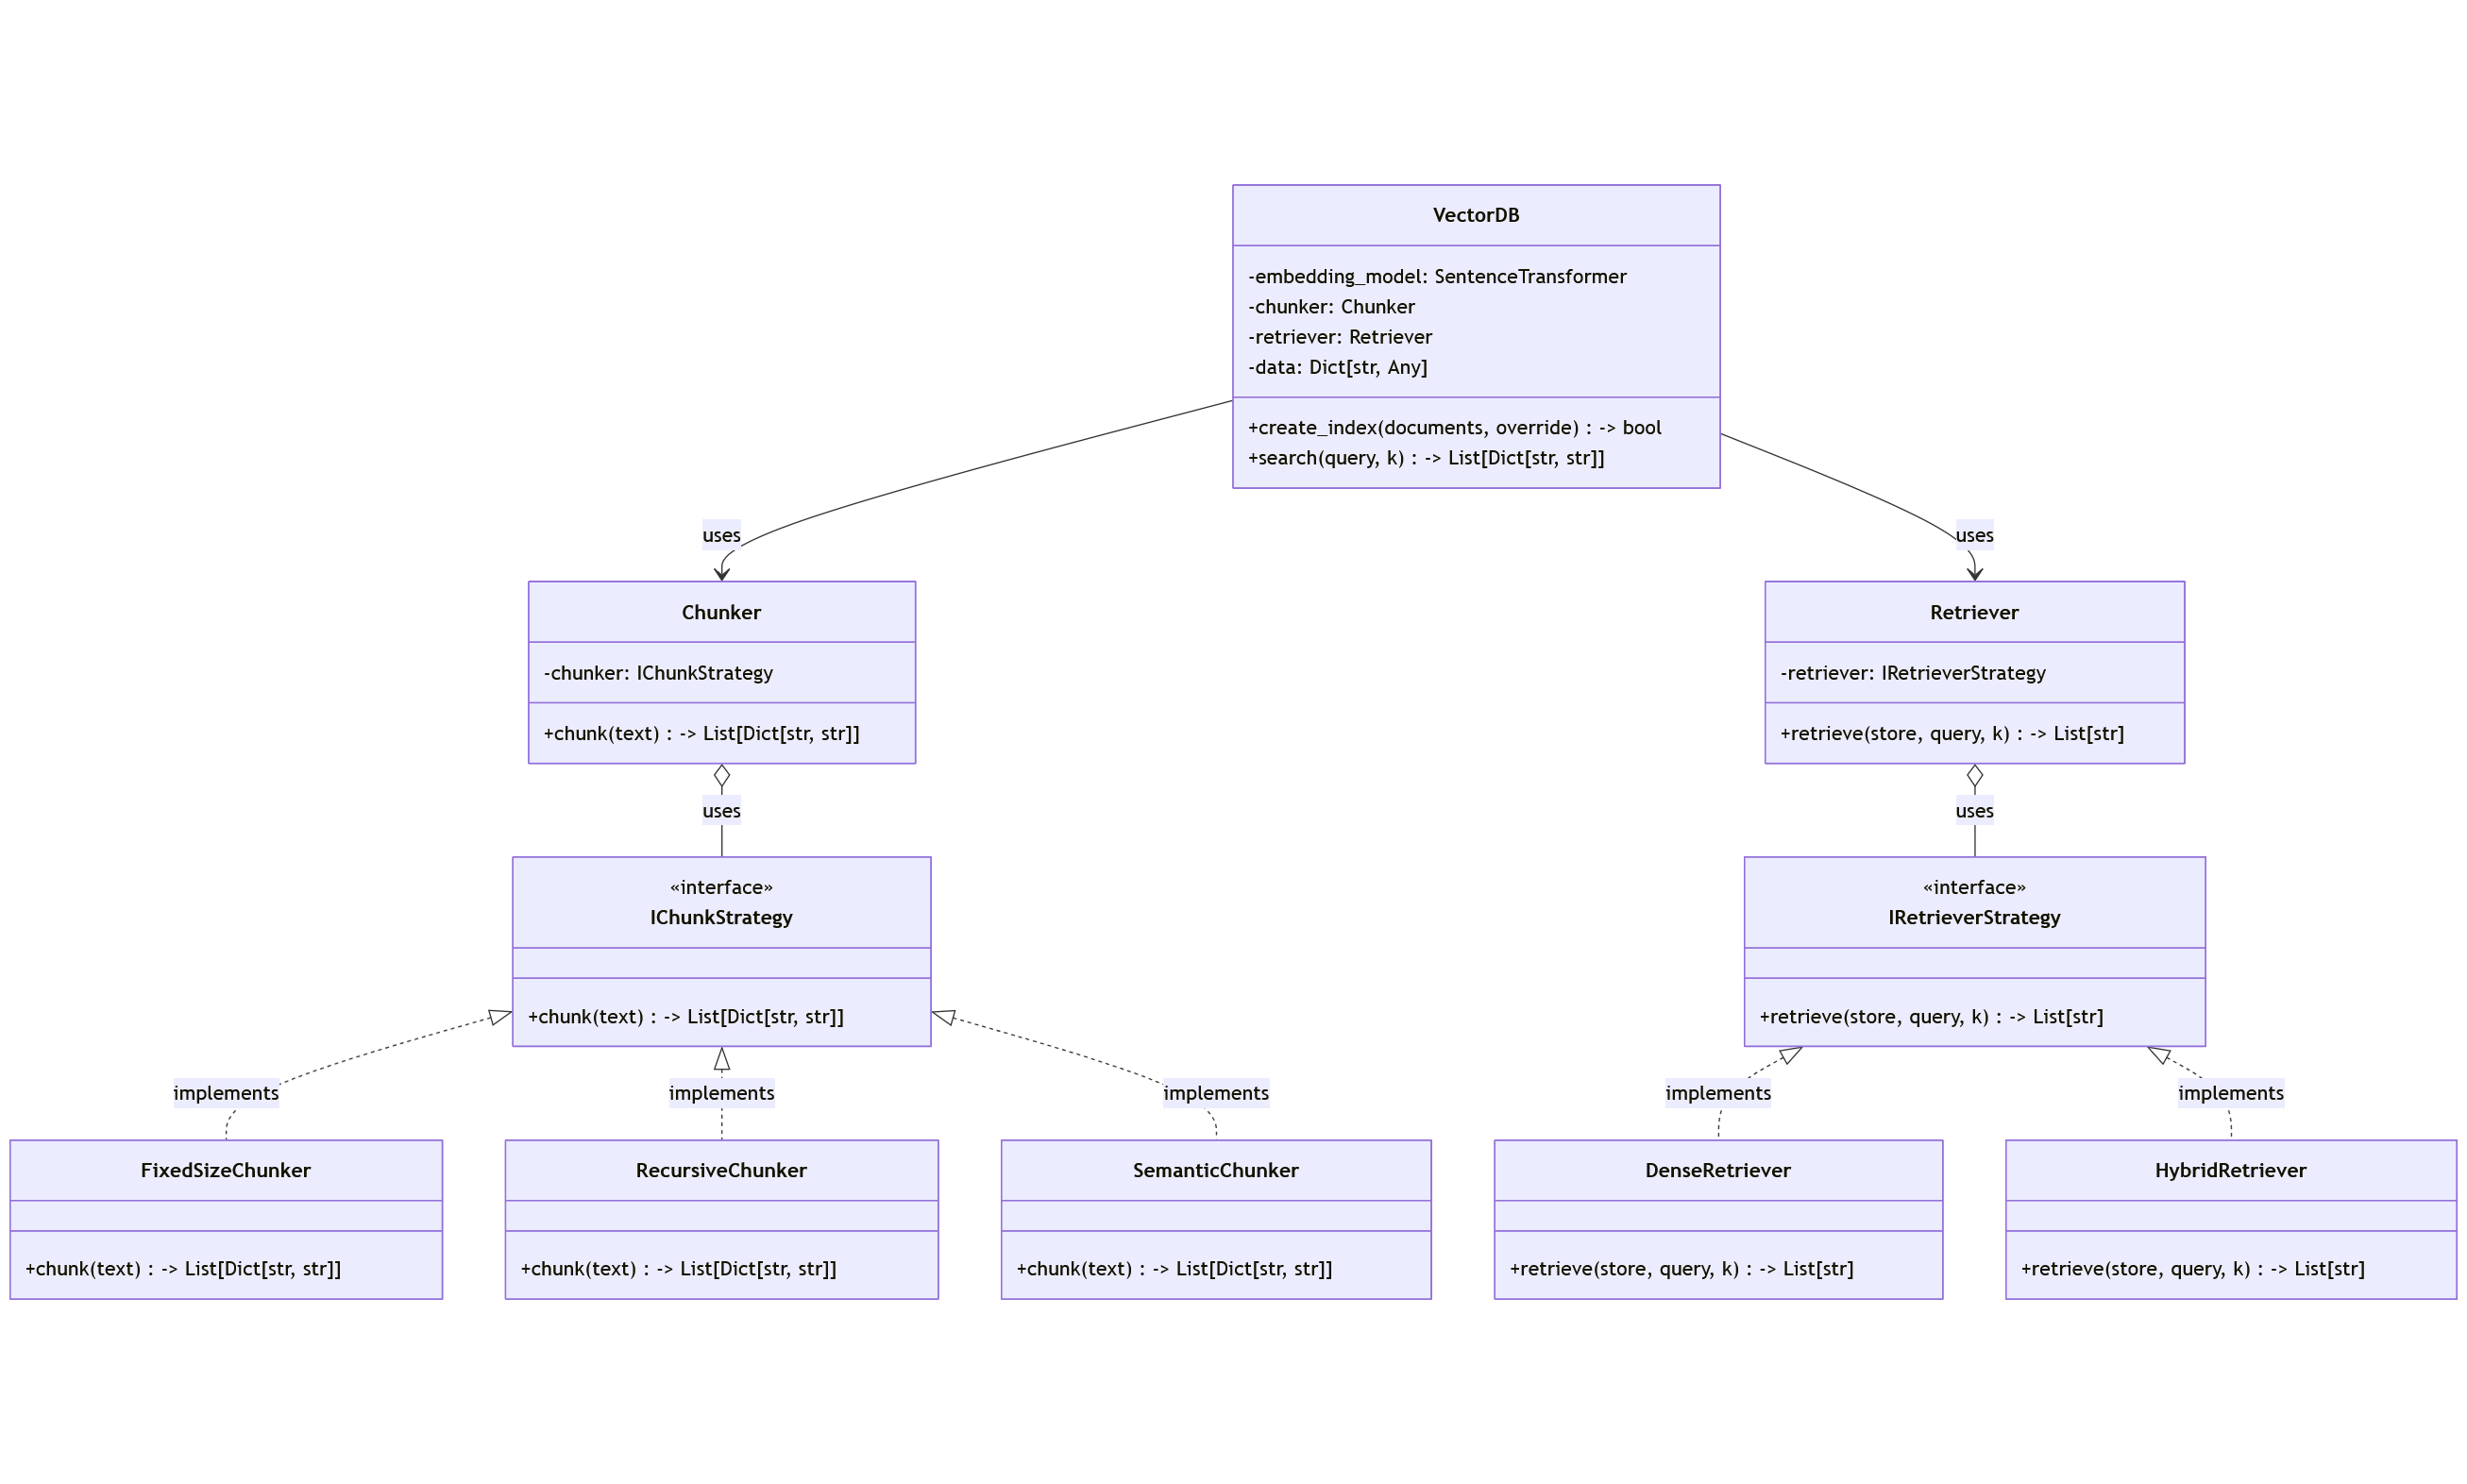 VectorDB
-embedding_model: SentenceTransformer
-chunker: Chunker
-retriever: Retriever
-data: Dict[str, Any]
+create_index(documents, override) : -> bool
+search(query, k) : -> List[Dict[str, str]]
uses
uses
Chunker
-chunker: IChunkStrategy
+chunk(text) : -> List[Dict[str, str]]
Retriever
-retriever: IRetrieverStrategy
+retrieve(store, query, k) : -> List[str]
uses
uses
«interface»
IChunkStrategy
+chunk(text) : -> List[Dict[str, str]]
«interface»
IRetrieverStrategy
+retrieve(store, query, k) : -> List[str]
implements
implements
implements
implements
implements
FixedSizeChunker
+chunk(text) : -> List[Dict[str, str]]
RecursiveChunker
+chunk(text) : -> List[Dict[str, str]]
SemanticChunker
+chunk(text) : -> List[Dict[str, str]]
DenseRetriever
+retrieve(store, query, k) : -> List[str]
HybridRetriever
+retrieve(store, query, k) : -> List[str]